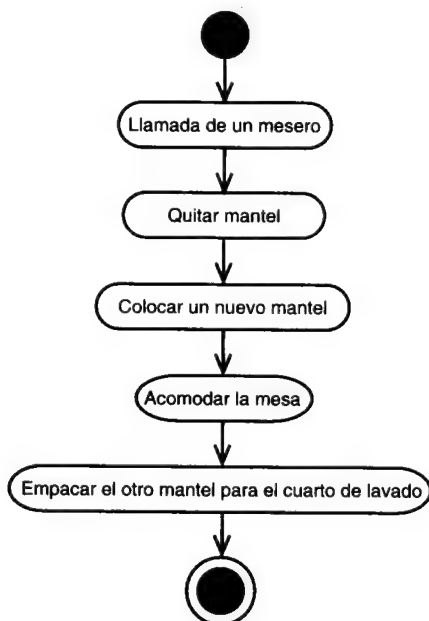 Llamada de un mesero
Quitar mantel
Colocar un nuevo mantel
Acomodar la mesa
Empacar el otro mantel para el cuarto de lavado